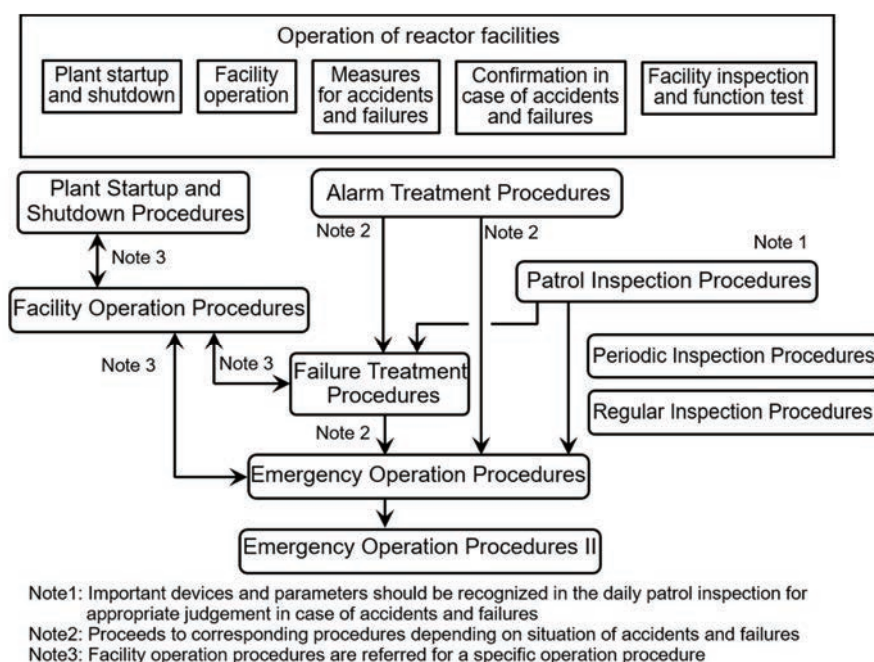 Operation of reactor facilities
Plant startup
and shutdown
Facility
operation
Measures
for accidents
and failures
Confirmation in
case of accidents
and failures
Facility inspection
and function test
Plant Startup and
Shutdown Procedures
Alarm Treatment Procedures
Note 2
Note 2
Note 1
Note 3
Patrol Inspection Procedures
Facility Operation Procedures
Note 3
Note 3
Failure Treatment
Procedures
Periodic Inspection Procedures
Regular Inspection Procedures
Note 2
Emergency Operation Procedures
Emergency Operation Procedures II
Note1: Important devices and parameters should be recognized in the daily patrol inspection for
appropriate judgement in case of accidents and failures
Note2: Proceeds to corresponding procedures depending on situation of accidents and failures
Note3: Facility operation procedures are referred for a specific operation procedure